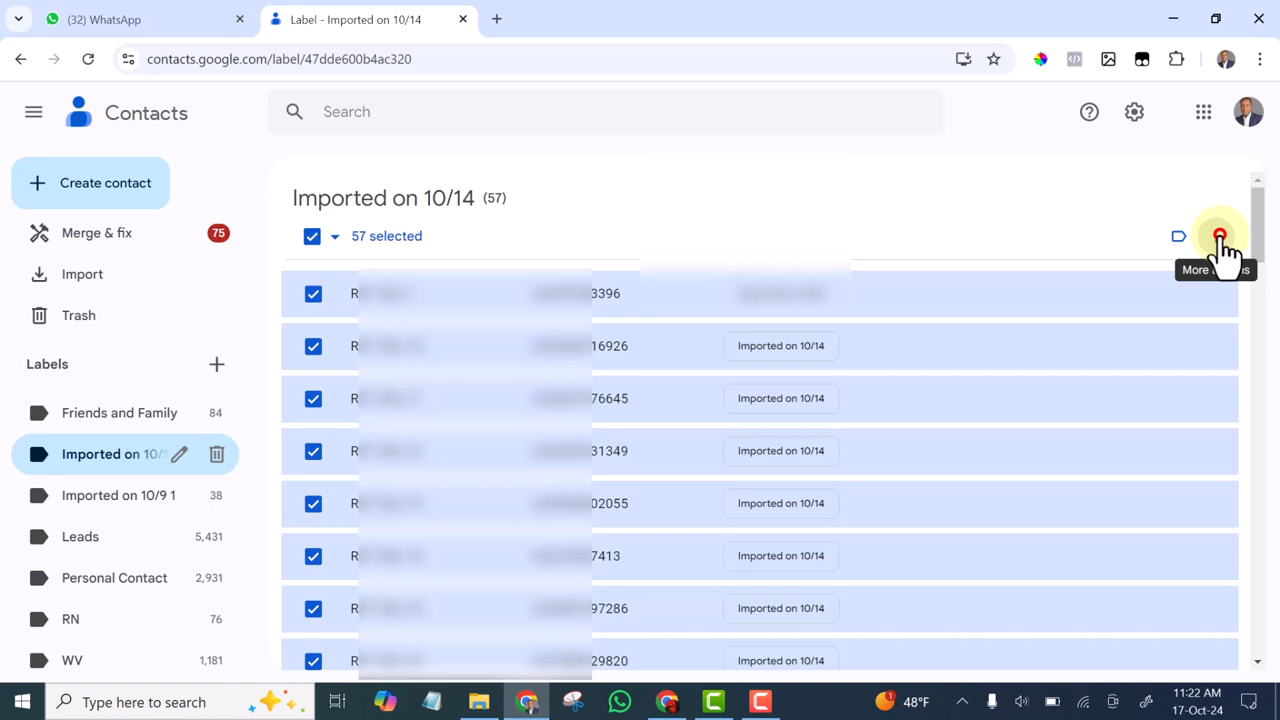 (32) WhatsApp
Label - Imported on 10/14
contacts.google.com/label/47dde600b4ac320
Contacts
Search
Create contact
Merge & fix 75
Import
Trash
Labels
Friends and Family 84
Imported on 10/1
Imported on 10/9 1 38
Leads 5,431
Personal Contact 2,931
RN 76
WV 1,181
Imported on 10/14 (57)
57 selected
More
R 3396
R 16926 Imported on 10/14
R 76645 Imported on 10/14
R 31349 Imported on 10/14
R 02055 Imported on 10/14
R 7413 Imported on 10/14
R 97286 Imported on 10/14
R 29820 Imported on 10/14
Type here to search
1
48°F
11:22 AM
17-Oct-24